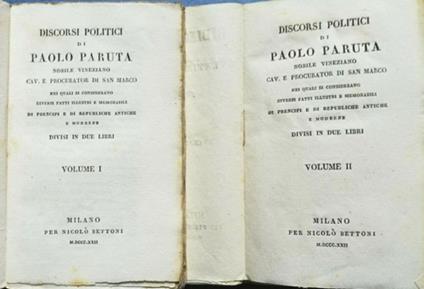 DISCORSI POLITICI
DI
PAOLO PARUTA
NOBILE VINEZIANO
CAV. E PROCURATOR DI SAN MARCO
NEI QUALI SI CONSIDERANO
DIVERSI FATTI ILLUSTRI E MEMORABILI
DI PRENCIPI E DI REPUBLICHE ANTICHE
E MODERNE
DIVISI IN DUE LIBRI
VOLUME I
MILANO
PER NICOLÒ BETTONI
M.DCCC.XXII
DISCORSI POLITICI
DI
PAOLO PARUTA
NOBILE VINEZIANO
CAV. E PROCURATOR DI SAN MARCO
NEI QUALI SI CONSIDERANO
DIVERSI FATTI ILLUSTRI E MEMORABILI
DI PRENCIPI E DI REPUBLICHE ANTICHE
E MODERNE
DIVISI IN DUE LIBRI
VOLUME II
MILANO
PER NICOLÒ BETTONI
M.DCCC.XXII